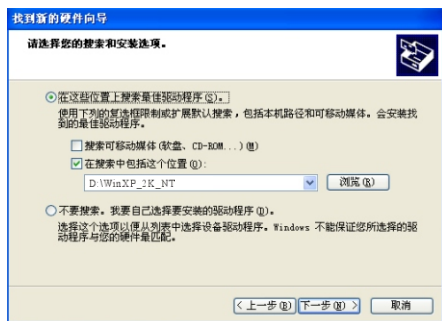 找到新的硬件向导
请选择您的搜索和安装选项。
在这些位置上搜索最佳驱动程序(S)。
使用下列的复选框限制或扩展默认搜索，包括本机路径和可移动媒体。会安装找
到的最佳驱动程序。
搜索可移动媒体(软盘、CD-ROM...)(M)
在搜索中包括这个位置(O):
D:\WinXP_2K_NT
浏览(R)
不要搜索。我要自己选择要安装的驱动程序(D)。
选择这个选项以便从列表中选择设备驱动程序。Windows 不能保证您所选择的驱
动程序与您的硬件最匹配。
< 上一步(B) 下一步(N) > 取消